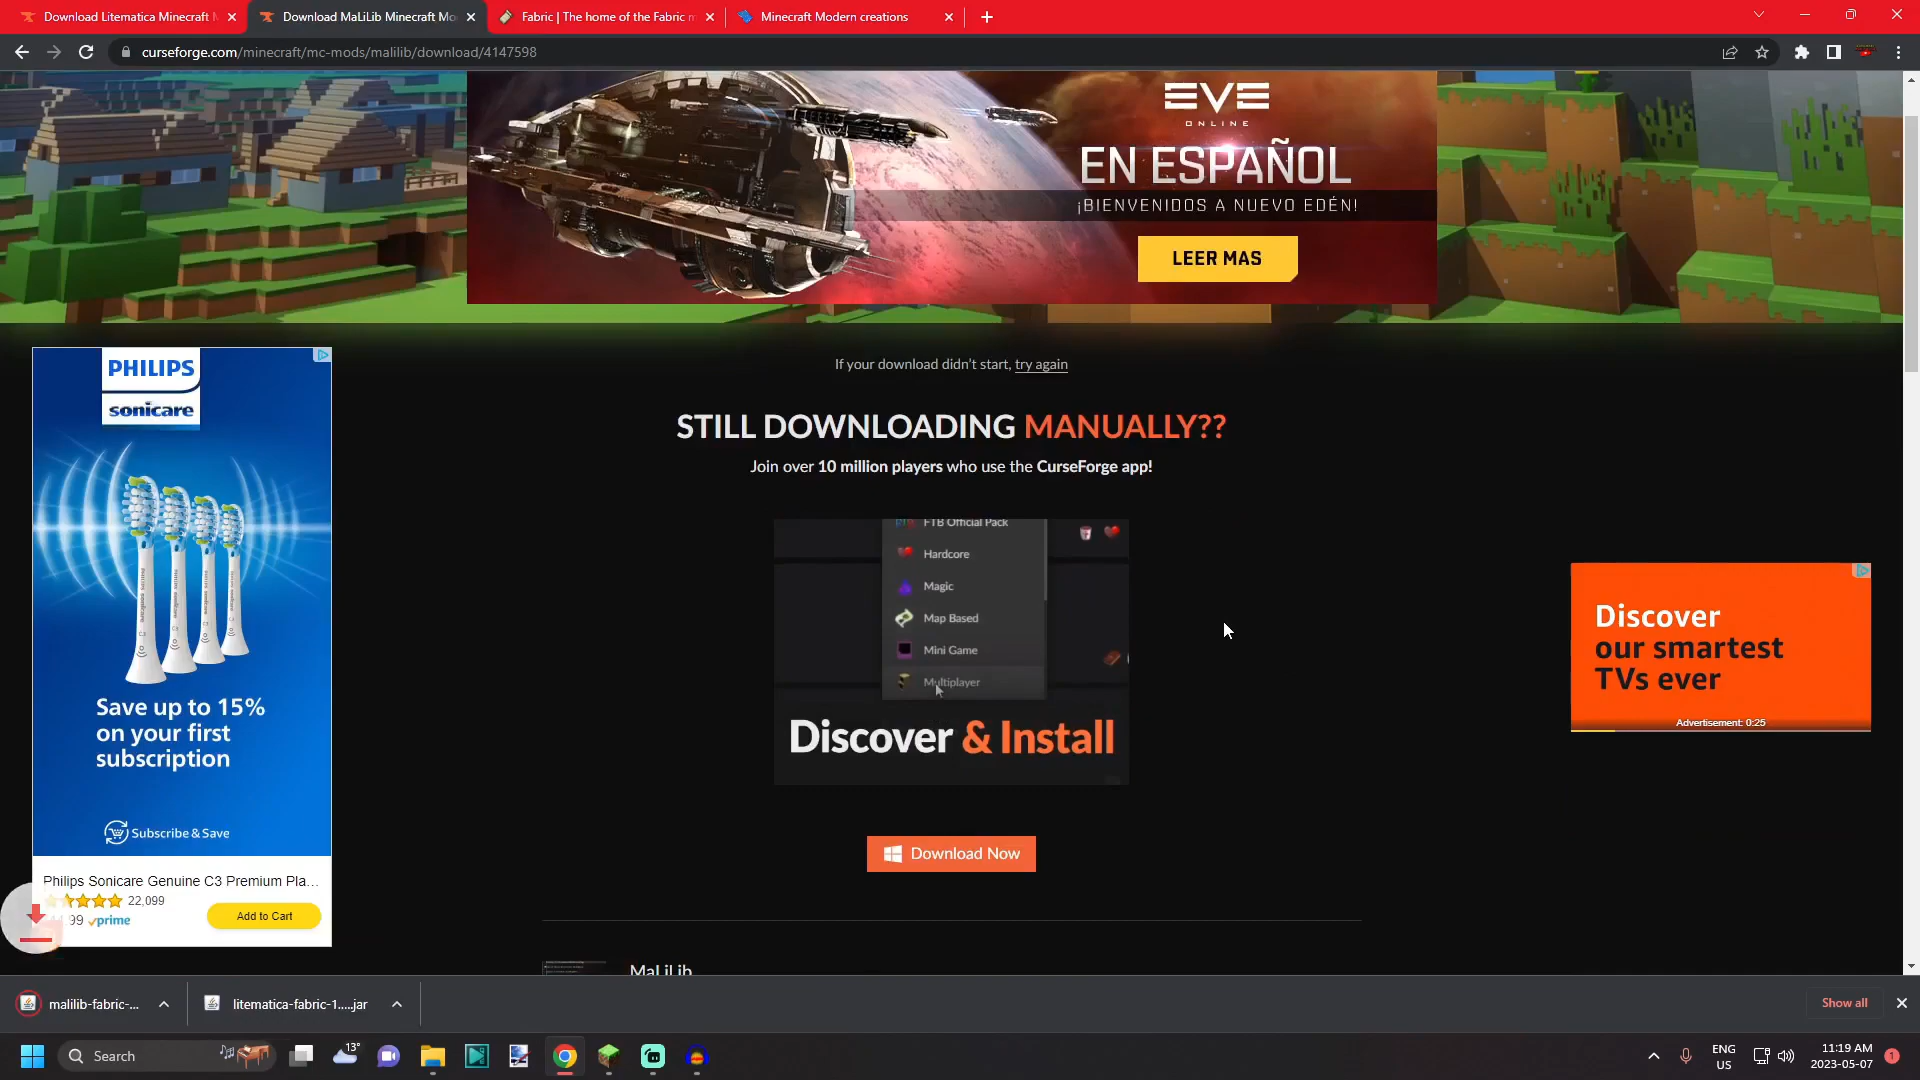 Download Litematica Minecraft M
Download MaLiLib Minecraft Mo
Fabric | The home of the Fabric m
Minecraft Modern creations
curseforge.com/minecraft/mc-mods/malilib/download/4147598
EVE
ONLINE
EN ESPAÑOL
¡BIENVENIDOS A NUEVO EDÉN!
LEER MAS
If your download didn't start, try again
STILL DOWNLOADING MANUALLY??
Join over 10 million players who use the CurseForge app!
FTB Official Pack
Hardcore
Magic
Map Based
Mini Game
Multiplayer
Discover & Install
Download Now
MaLiLib
PHILIPS
sonicare
Save up to 15%
on your first
subscription
Subscribe & Save
Philips Sonicare Genuine C3 Premium Pla...
22,099
99 prime
Add to Cart
Discover
our smartest
TVs ever
Advertisement: 0:25
malilib-fabric-...
litematica-fabric-1.....jar
Show all
Search
13°
ENG
US
11:19 AM
2023-05-07
1